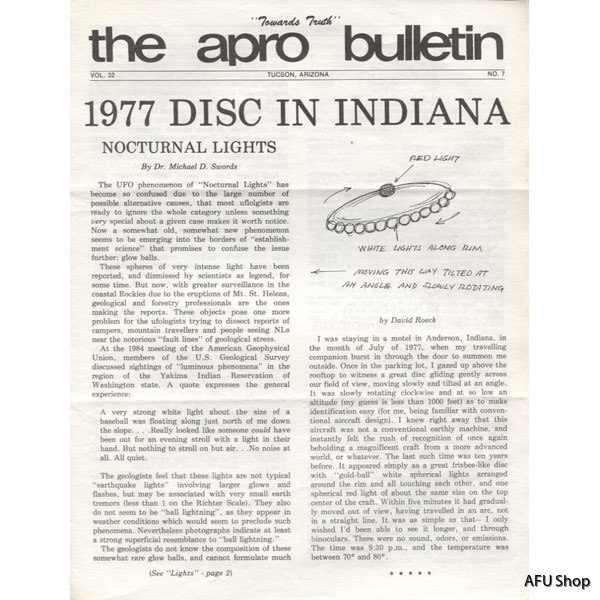 "Towards Truth"
the apro bulletin
VOL. 32 TUCSON, ARIZONA NO. 7
1977 DISC IN INDIANA
NOCTURNAL LIGHTS
By Dr. Michael D. Swords
The UFO phenomenon of "Nocturnal Lights" has
become so confused due to the large number of
possible alternative causes, that most uflolgists are
ready to ignore the whole category unless something
very special about a given case makes it worth notice.
Now a somewhat old, somewhat new phenomenon
seems to be emerging into the borders of "establish-
ment science" that promises to confuse the issue
further: glow balls.
These spheres of very intense light have been
reported, and dismissed by scientists as legend, for
some time. But now, with greater surveillance in the
coastal Rockies due to the eruptions of Mt. St. Helens,
geological and forestry professionals are the ones
making the reports. These objects pose one more
problem for the ufologists trying to dissect reports of
campers, mountain travellers and people seeing NLs
near the notorious "fault lines" of geological stress.
At the 1984 meeting of the American Geophysical
Union, members of the U.S. Geological Survey
discussed sightings of "luminous phenomena" in the
region of the Yakima Indian Reservation of
Washington state. A quote expresses the general
experience:
A very strong white light about the size of a
baseball was floating along just north of me down
the slope. . . .Really looked like someone could have
been out for an evening stroll with a light in their
hand. But nothing to stroll on but air. . .No noise at
all. All quiet.
The geologists feel that these lights are not typical
"earthquake lights" involving larger glows and
flashes, but may be associated with very small earth
tremors (less than 1 on the Richter Scale). They also
do not seem to be "ball lightning", as they appear in
weather conditions which would seem to preclude such
phenomena. Nevertheless photographs indicate at least
a strong superficial resemblance to "ball lightning."
The geologists do not know the composition of these
somewhat rare glow balls, and cannot formulate much
(See "Lights" - page 2)
RED LIGHT
WHITE LIGHTS ALONG RIM
MOVING THIS WAY TILTED AT
AN ANGLE AND SLOWLY ROTATING
by David Roeck
I was staying in a motel in Anderson, Indiana, in
the month of July of 1977, when my travelling
companion burst in through the door to summon me
outside. Once in the parking lot, I gazed up above the
rooftop to witness a great disc gliding gently across
our field of view, moving slowly and tilted at an angle.
It was slowly rotating clockwise and at so low an
altitude (my guess is less than 1000 feet) as to make
identification easy (for me, being familiar with conven-
tional aircraft design). I knew right away that this
aircraft was not a conventional earthly machine, and
instantly felt the rush of recognition of once again
beholding a magnificent craft from a more advanced
world, or whatever. The last such time was ten years
before. It appeared simply as a great frisbee-like disc
with "gold-ball" white spherical lights arranged
around the rim and all touching each other, and one
spherical red light of about the same size on the top
center of the craft. Within five minutes it had gradual-
ly moved out of view, having travelled in an arc, not
in a straight line. It was as simple as that-- I only
wished I'd been able to see it longer, and through
binoculars. There were no sound, odors, or emissions.
The time was 9:30 p.m., and the temperature was
between 70° and 80°.
* * * * *
AFU Shop